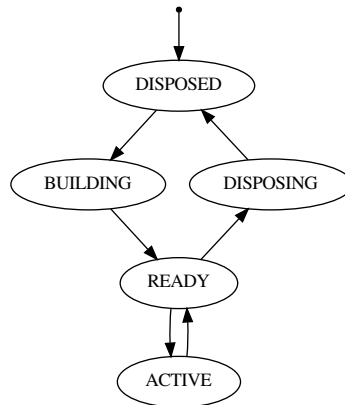 DISPOSED
BUILDING
DISPOSING
READY
ACTIVE